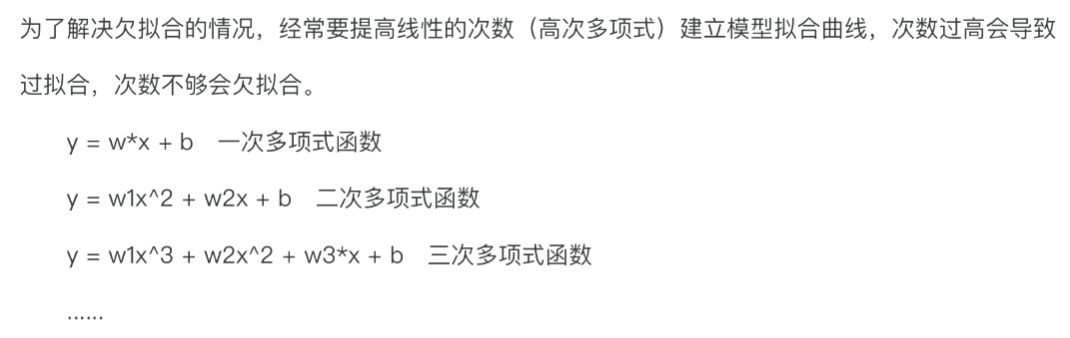 为了解决欠拟合的情况，经常要提高线性的次数（高次多项式）建立模型拟合曲线，次数过高会导致
过拟合，次数不够会欠拟合。
y = w*x + b 一次多项式函数
y = w1x^2 + w2x + b 二次多项式函数
y = w1x^3 + w2x^2 + w3*x + b 三次多项式函数
......